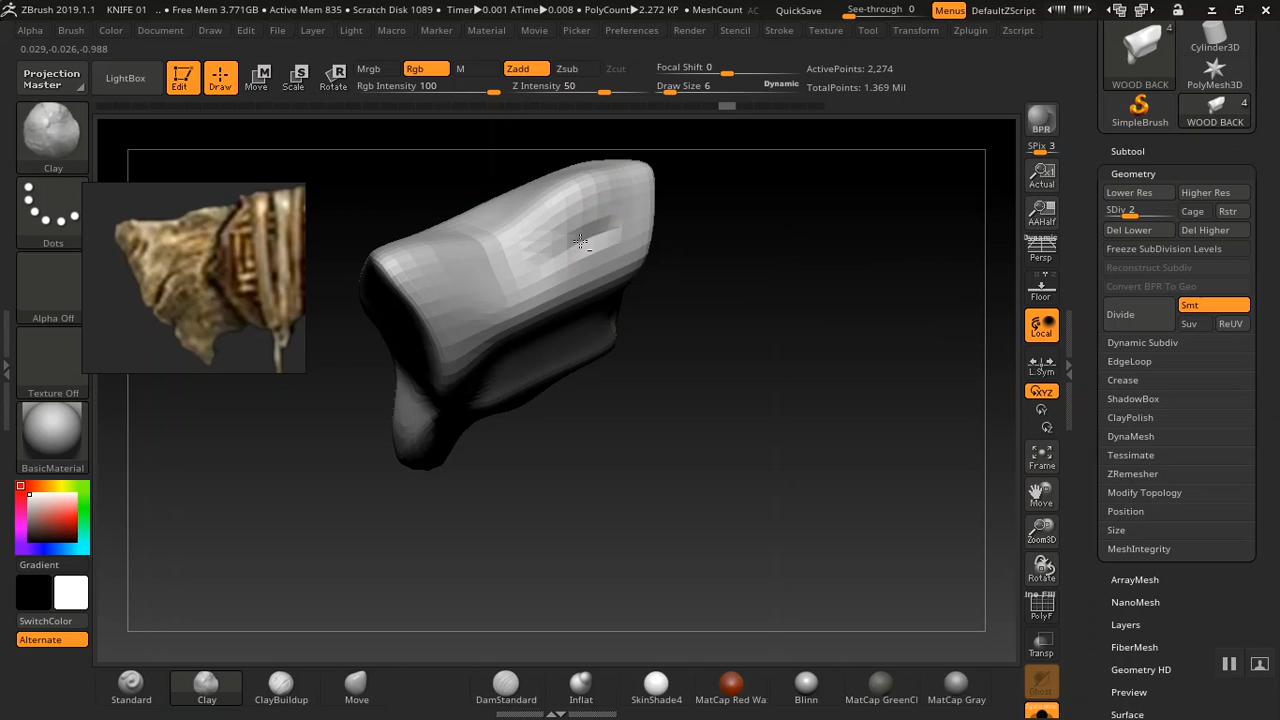 ZBrush 2019.1.1 KNIFE 01 .. • Free Mem 3.771GB • Active Mem 835 • Scratch Disk 1089 • Timer▶0.001 ATime▶0.008 • PolyCount▶2.272 KP • MeshCount AC QuickSave See-through 0 Menus DefaultZScript
Alpha Brush Color Document Draw Edit File Layer Light Macro Marker Material Movie Picker Preferences Render Stencil Stroke Texture Tool Transform Zplugin Zscript
0.029,-0.026,-0.988
Projection Master
LightBox
Edit
Draw
Move
Scale
Rotate
Mrgb Rgb M
Rgb Intensity 100
Zadd Zsub Zcut
Z Intensity 50
Focal Shift 0
Draw Size 6 Dynamic
ActivePoints: 2,274
TotalPoints: 1.369 Mil
Clay
Dots
Alpha Off
Texture Off
BasicMaterial
Gradient
SwitchColor
Alternate
BPR
SPix 3
Actual
AAHalf
Dynamic
Persp
Floor
Local
L.Sym
XYZ
Frame
Move
Zoom3D
Rotate
PolyF
Transp
Ghost
4
WOOD BACK
Cylinder3D
PolyMesh3D
SimpleBrush
4
WOOD BACK
Subtool
Geometry
Lower Res Higher Res
SDiv 2 Cage Rstr
Del Lower Del Higher
Freeze SubDivision Levels
Reconstruct Subdiv
Convert BPR To Geo
Divide Smt
Suv ReUV
Dynamic Subdiv
EdgeLoop
Crease
ShadowBox
ClayPolish
DynaMesh
Tessimate
ZRemesher
Modify Topology
Position
Size
MeshIntegrity
ArrayMesh
NanoMesh
Layers
FiberMesh
Geometry HD
Preview
Surface
Standard Clay ClayBuildup Move DamStandard Inflat SkinShade4 MatCap Red Wa Blinn MatCap GreenCl MatCap Gray